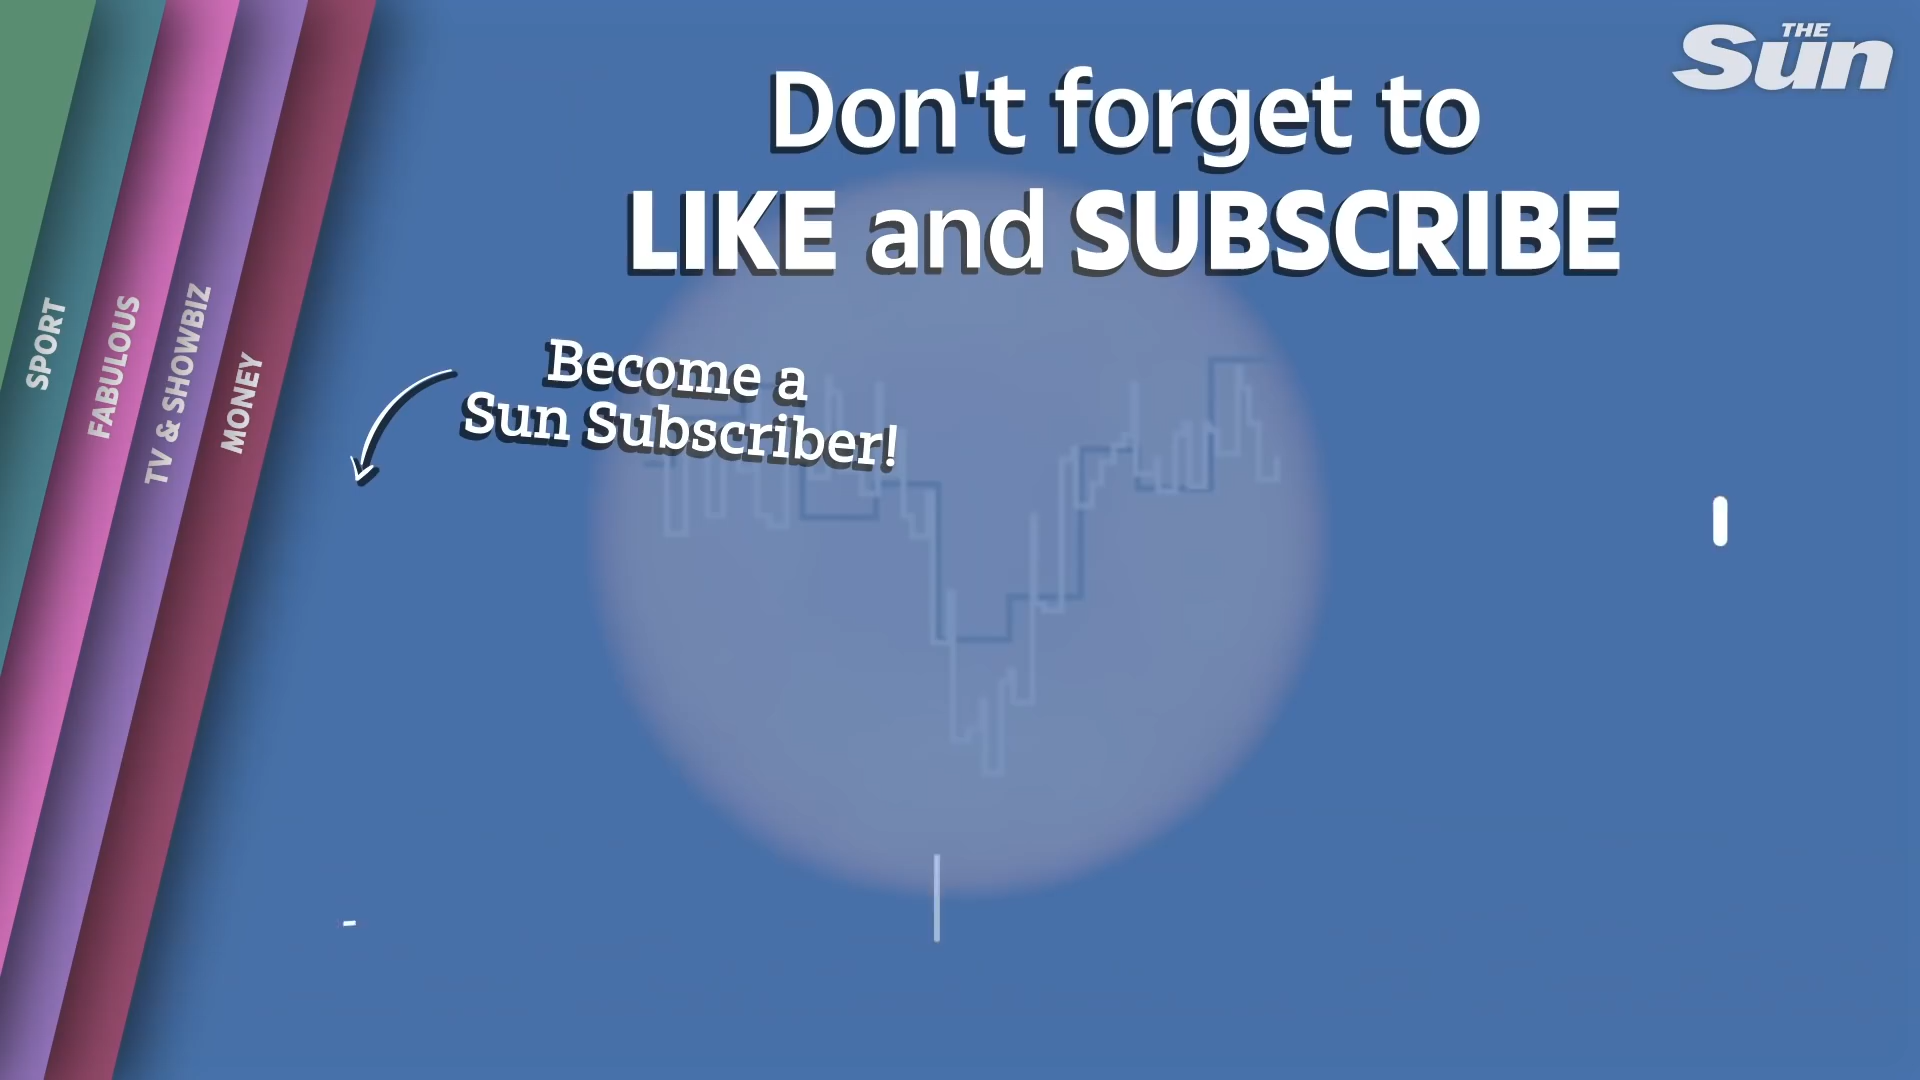 THE
Sun
Don't forget to
LIKE and SUBSCRIBE
Become a
Sun Subscriber!
SPORT
FABULOUS
TV & SHOWBIZ
MONEY